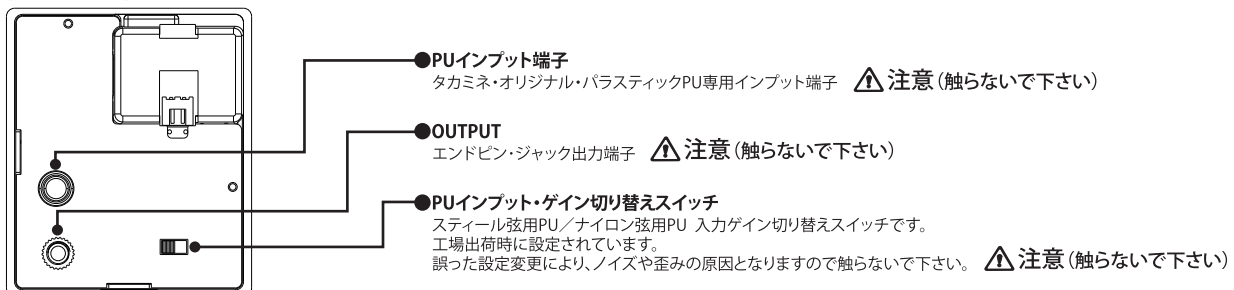 ●PUインプット端子
タカミネ・オリジナル・パラスティックPU専用インプット端子 ⚠注意(触らないで下さい)
●OUTPUT
エンドピン・ジャック出力端子 ⚠注意(触らないで下さい)
●PUインプット・ゲイン切り替えスイッチ
スティール弦用PU/ナイロン弦用PU 入力ゲイン切り替えスイッチです。
工場出荷時に設定されています。
誤った設定変更により、ノイズや歪みの原因となりますので触らないで下さい。 ⚠注意(触らないで下さい)